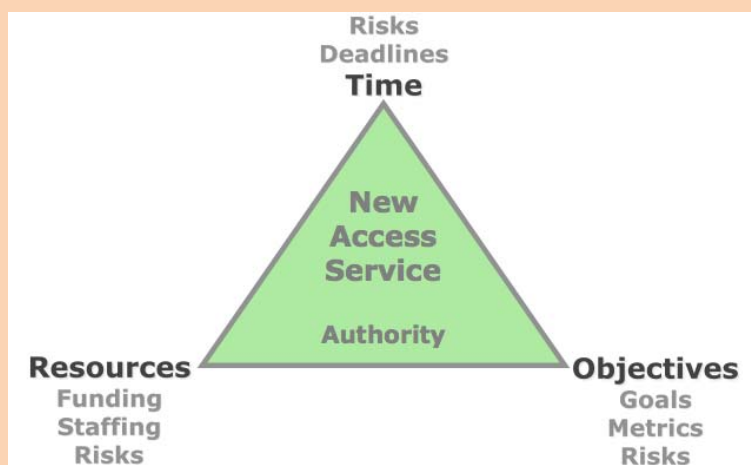 Risks
Deadlines
Time
New
Access
Service
Authority
Resources
Funding
Staffing
Risks
Objectives
Goals
Metrics
Risks